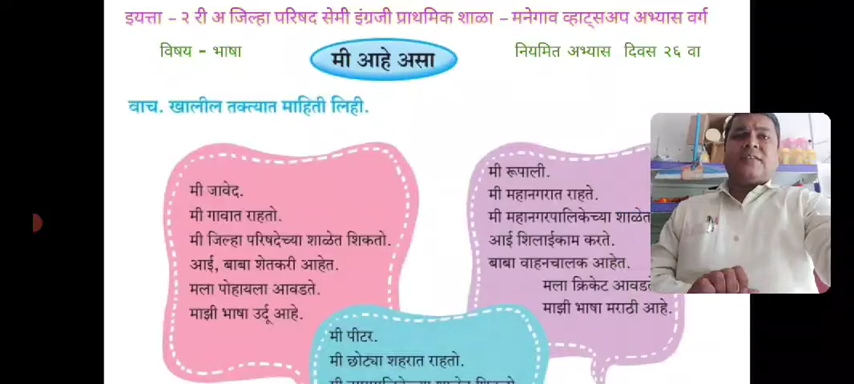 इयत्ता – २ री अ जिल्हा परिषद सेमी इंग्रजी प्राथमिक शाळा – मनेगाव व्हाट्सअप अभ्यास वर्ग
विषय – भाषा
मी आहे असा
नियमित अभ्यास दिवस २६ वा
वाच. खालील तक्त्यात माहिती लिही.
मी जावेद.
मी गावात राहतो.
मी जिल्हा परिषदेच्या शाळेत शिकतो.
आई, बाबा शेतकरी आहेत.
मला पोहायला आवडते.
माझी भाषा उर्दू आहे.
मी रूपाली.
मी महानगरात राहते.
मी महानगरपालिकेच्या शाळेत
आई शिलाईकाम करते.
बाबा वाहनचालक आहेत.
मला क्रिकेट आवडते
माझी भाषा मराठी आहे.
मी पीटर.
मी छोट्या शहरात राहतो.